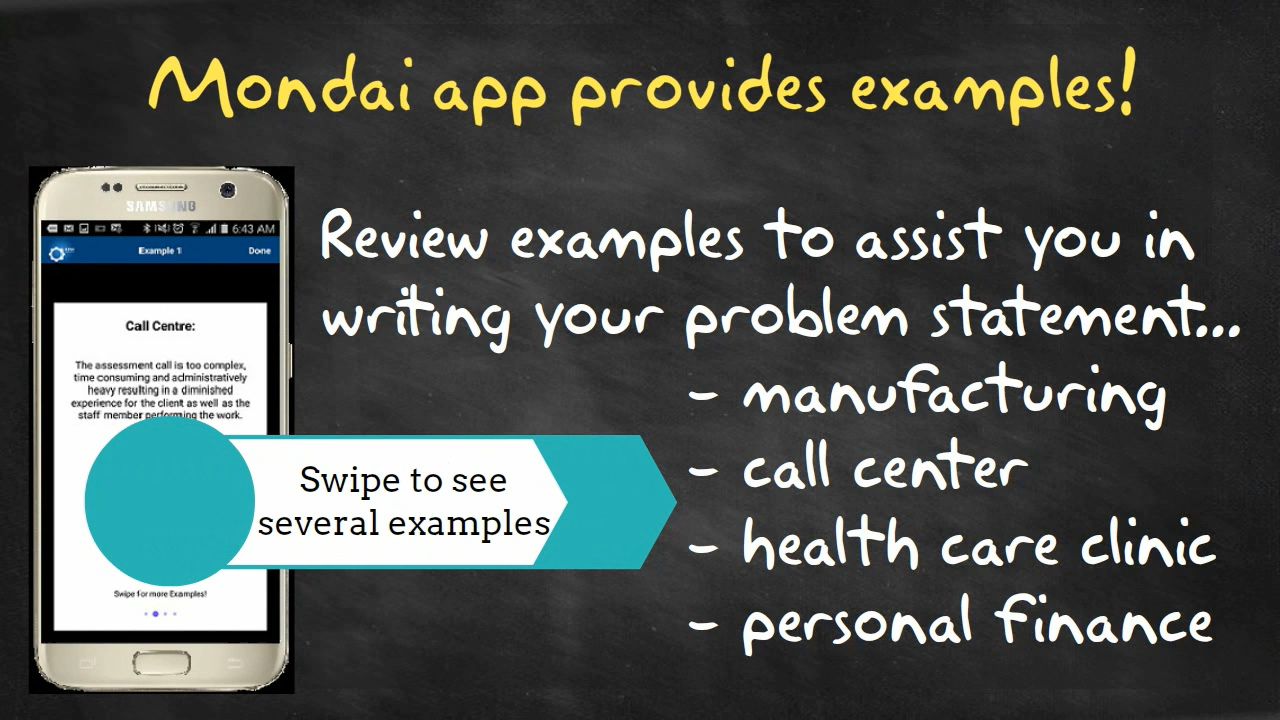 Mondai app provides examples!
SAMSUNG
6:43 AM
Example 1
Done
Call Centre:
The assessment call is too complex,
time consuming and administratively
heavy resulting in a diminished
experience for the client as well as the
staff member performing the work.
Swipe for more Examples!
Swipe to see
several examples
Review examples to assist you in
writing your problem statement...
- manufacturing
- call center
- health care clinic
- personal finance